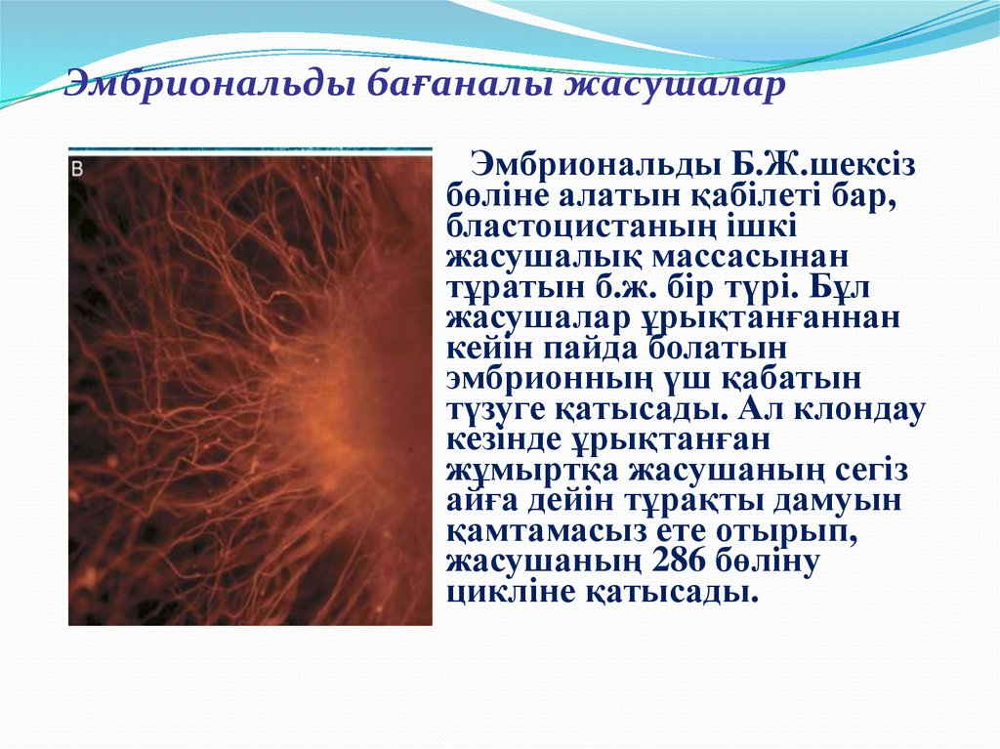 Эмбриональды бағаналы жасушалар
B
Эмбриональды Б.Ж.шексіз
бөліне алатын қабілеті бар,
бластоцистаның ішкі
жасушалық массасынан
тұратын б.ж. бір түрі. Бұл
жасушалар ұрықтанғаннан
кейін пайда болатын
эмбрионның үш қабатын
түзуге қатысады. Ал клондау
кезінде ұрықтанған
жұмыртқа жасушаның сегіз
айға дейін тұрақты дамуын
қамтамасыз ете отырып,
жасушаның 286 бөліну
цикліне қатысады.